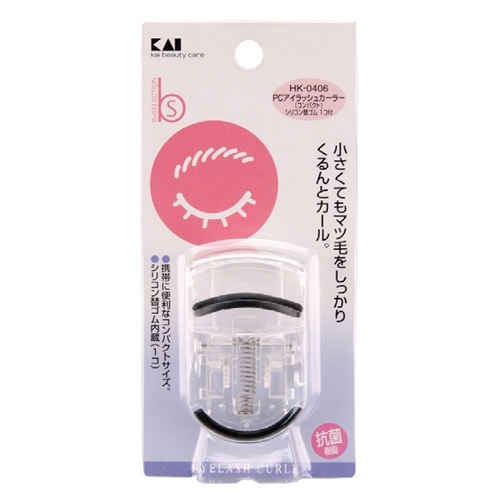 KAI
kai beauty care
BeSELECTION
bs
HK-0406
PCアイラッシュカーラー
(コンパクト)
シリコン替ゴム 1コ付
小さくてもマツ毛をしっかり
くるんとカール。
●携帯に便利なコンパクトサイズ。
●シリコン替ゴム内蔵(1コ)
抗菌
樹脂
EYELASH CURLER